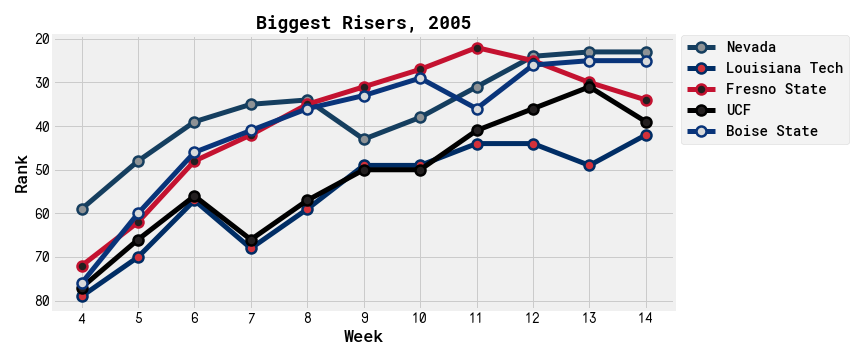 Biggest Risers, 2005
Rank
20
30
40
50
60
70
80
4 5 6 7 8 9 10 11 12 13 14
Week
Nevada
Louisiana Tech
Fresno State
UCF
Boise State